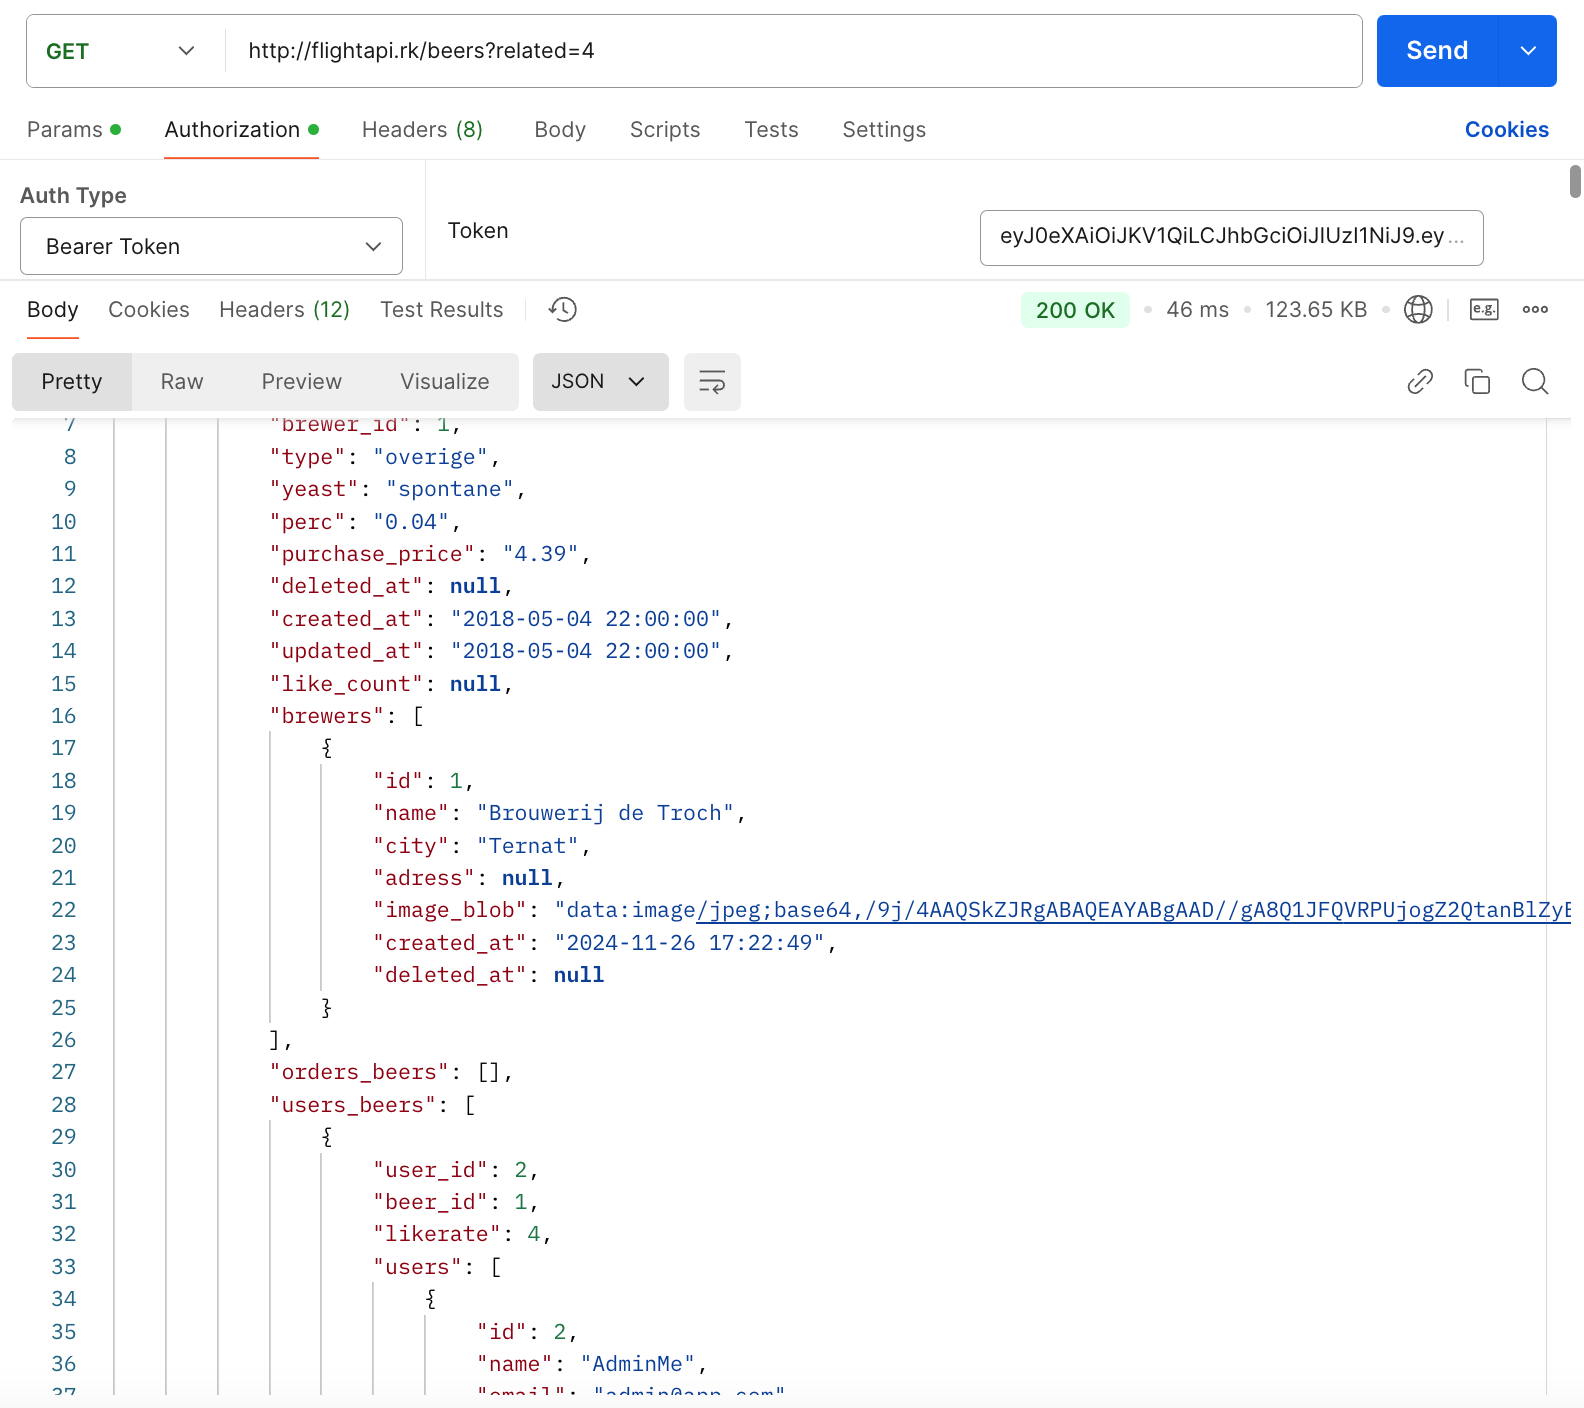 GET http://flightapi.rk/beers?related=4 Send
Params Authorization Headers (8) Body Scripts Tests Settings Cookies
Auth Type
Bearer Token
Token eyJ0eXAiOiJKV1QiLCJhbGciOiJIUzI1NiJ9.ey...
Body Cookies Headers (12) Test Results 200 OK 46 ms 123.65 KB e.g.
Pretty Raw Preview Visualize JSON
7 "brewer_id": 1,
8 "type": "overige",
9 "yeast": "spontane",
10 "perc": "0.04",
11 "purchase_price": "4.39",
12 "deleted_at": null,
13 "created_at": "2018-05-04 22:00:00",
14 "updated_at": "2018-05-04 22:00:00",
15 "like_count": null,
16 "brewers": [
17 {
18 "id": 1,
19 "name": "Brouwerij de Troch",
20 "city": "Ternat",
21 "adress": null,
22 "image_blob": "data:image/jpeg;base64,/9j/4AAQSkZJRgABAQEAYABgAAD//gA8Q1JFQVRPUjogZ2QtanBlZyB
23 "created_at": "2024-11-26 17:22:49",
24 "deleted_at": null
25 }
26 ],
27 "orders_beers": [],
28 "users_beers": [
29 {
30 "user_id": 2,
31 "beer_id": 1,
32 "likerate": 4,
33 "users": [
34 {
35 "id": 2,
36 "name": "AdminMe",
37 "email": "admin@app.com"